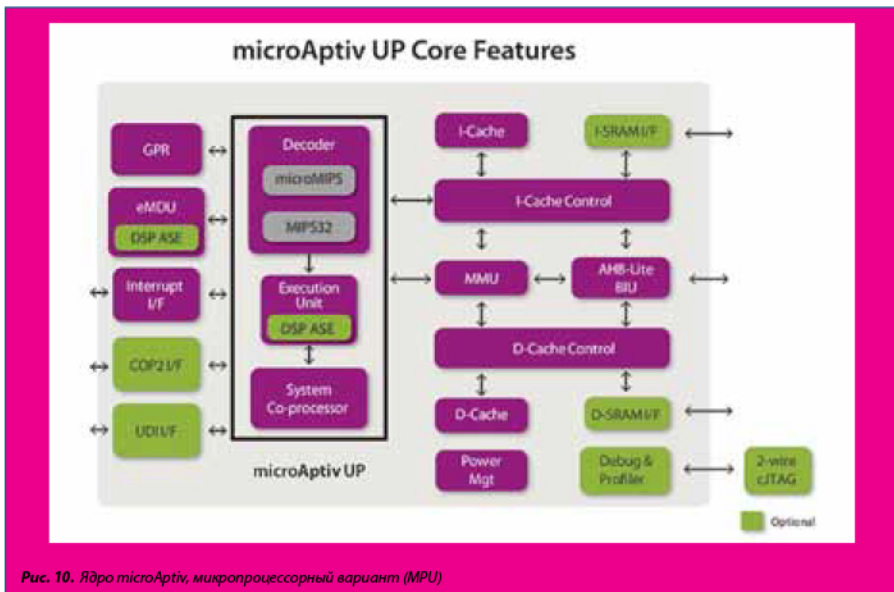 microAptiv UP Core Features
GPR
eMDU
DSP ASE
Interrupt
I/F
COP2 I/F
UDI I/F
Decoder
microMIPS
MIPS32
Execution
Unit
DSP ASE
System
Co-processor
microAptiv UP
I-Cache
I-SRAM I/F
I-Cache Control
MMU
AHB-Lite
BIU
D-Cache Control
D-Cache
D-SRAM I/F
Power
Mgt
Debug &
Profiler
2-wire
cJTAG
Optional
Рис. 10. Ядро microAptiv, микропроцессорный вариант (MPU)